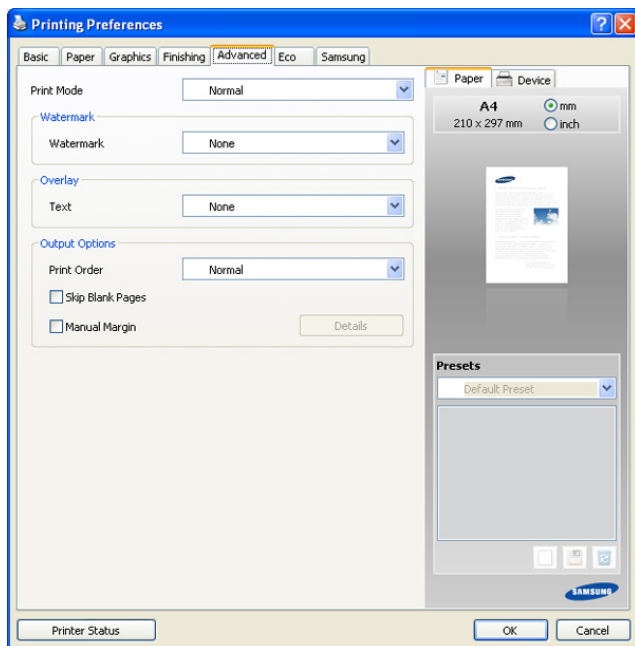 Printing Preferences
Basic Paper Graphics Finishing Advanced Eco Samsung
Print Mode Normal
Watermark
Watermark None
Overlay
Text None
Output Options
Print Order Normal
Skip Blank Pages
Manual Margin Details
Paper Device
A4 mm
210 x 297 mm inch
Presets
Default Preset
SAMSUNG
Printer Status OK Cancel